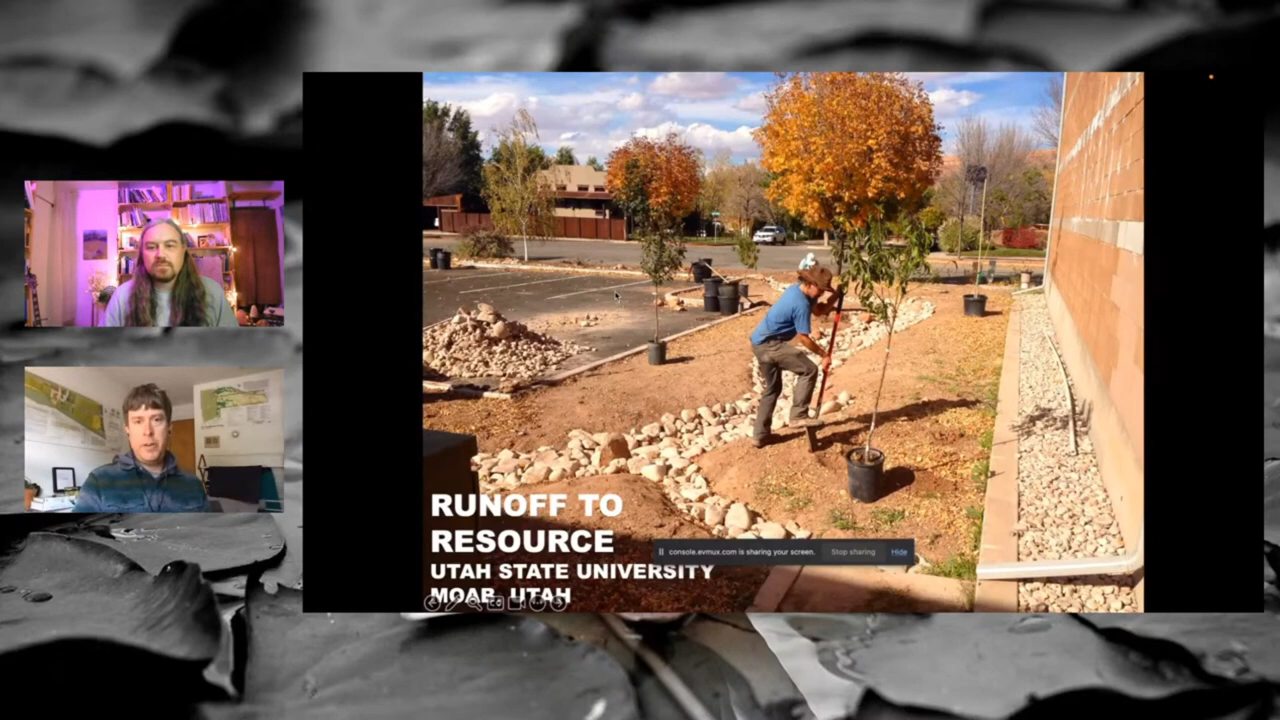 RUNOFF TO
RESOURCE
UTAH STATE UNIVERSITY
MOAB, UTAH
console.evmux.com is sharing your screen. Stop sharing Hide